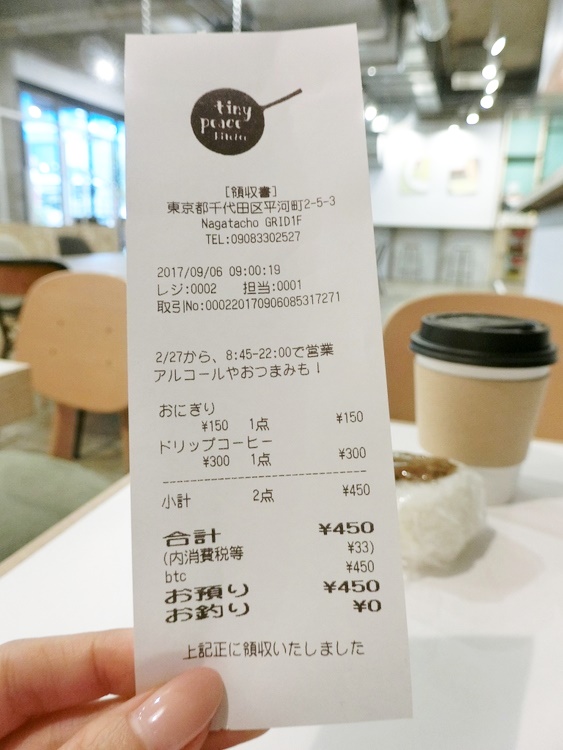 tiny
peace
kitchen
[領収書]
東京都千代田区平河町2-5-3
Nagatacho GRID1F
TEL:09083302527
2017/09/06 09:00:19
レジ:0002 担当:0001
取引No:000220170906085317271
2/27から、8:45-22:00で営業
アルコールやおつまみも！
おにぎり
¥150 1点 ¥150
ドリップコーヒー
¥300 1点 ¥300
小計 2点 ¥450
合計 ¥450
(内消費税等 ¥33)
btc ¥450
お預り ¥450
お釣り ¥0
上記正に領収いたしました